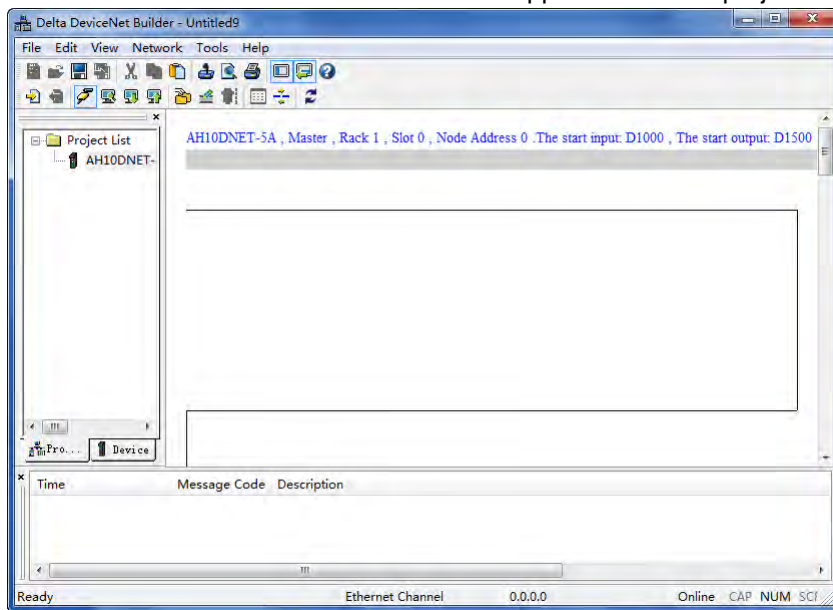 Delta DeviceNet Builder - Untitled9
File Edit View Network Tools Help
Project List
AH10DNET-
AH10DNET-5A , Master , Rack 1 , Slot 0 , Node Address 0 .The start input: D1000 , The start output: D1500
Pro... Device
Time Message Code Description
Ready Ethernet Channel 0.0.0.0 Online CAP NUM SCF